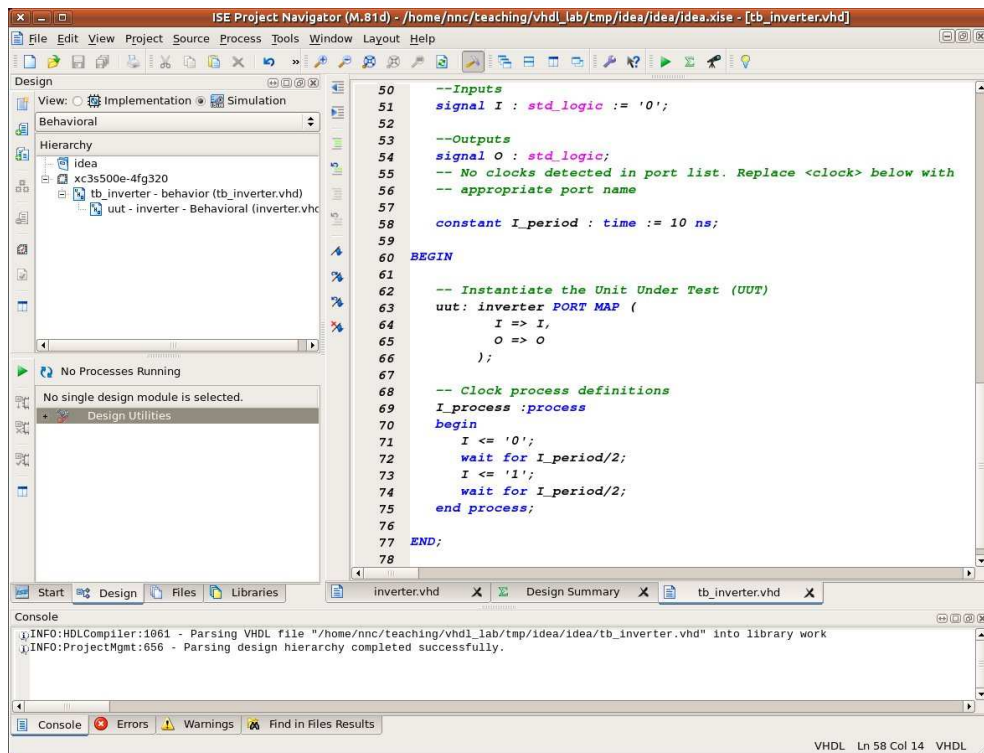 ISE Project Navigator (M.81d) - /home/nnc/teaching/vhdl_lab/tmp/idea/idea/idea.xise - [tb_inverter.vhd]
File Edit View Project Source Process Tools Window Layout Help
Design
View: Implementation Simulation
Behavioral
Hierarchy
idea
xc3s500e-4fg320
tb_inverter - behavior (tb_inverter.vhd)
uut - inverter - Behavioral (inverter.vhd
No Processes Running
No single design module is selected.
Design Utilities
Start Design Files Libraries
50 --Inputs
51 signal I : std_logic := '0';
52
53 --Outputs
54 signal O : std_logic;
55 -- No clocks detected in port list. Replace <clock> below with
56 -- appropriate port name
57
58 constant I_period : time := 10 ns;
59
60 BEGIN
61
62 -- Instantiate the Unit Under Test (UUT)
63 uut: inverter PORT MAP (
64 I => I,
65 O => O
66 );
67
68 -- Clock process definitions
69 I_process :process
70 begin
71 I <= '0';
72 wait for I_period/2;
73 I <= '1';
74 wait for I_period/2;
75 end process;
76
77 END;
78
inverter.vhd Design Summary tb_inverter.vhd
Console
INFO:HDLCompiler:1061 - Parsing VHDL file "/home/nnc/teaching/vhdl_lab/tmp/idea/idea/tb_inverter.vhd" into library work
INFO:ProjectMgmt:656 - Parsing design hierarchy completed successfully.
Console Errors Warnings Find in Files Results
VHDL Ln 58 Col 14 VHDL